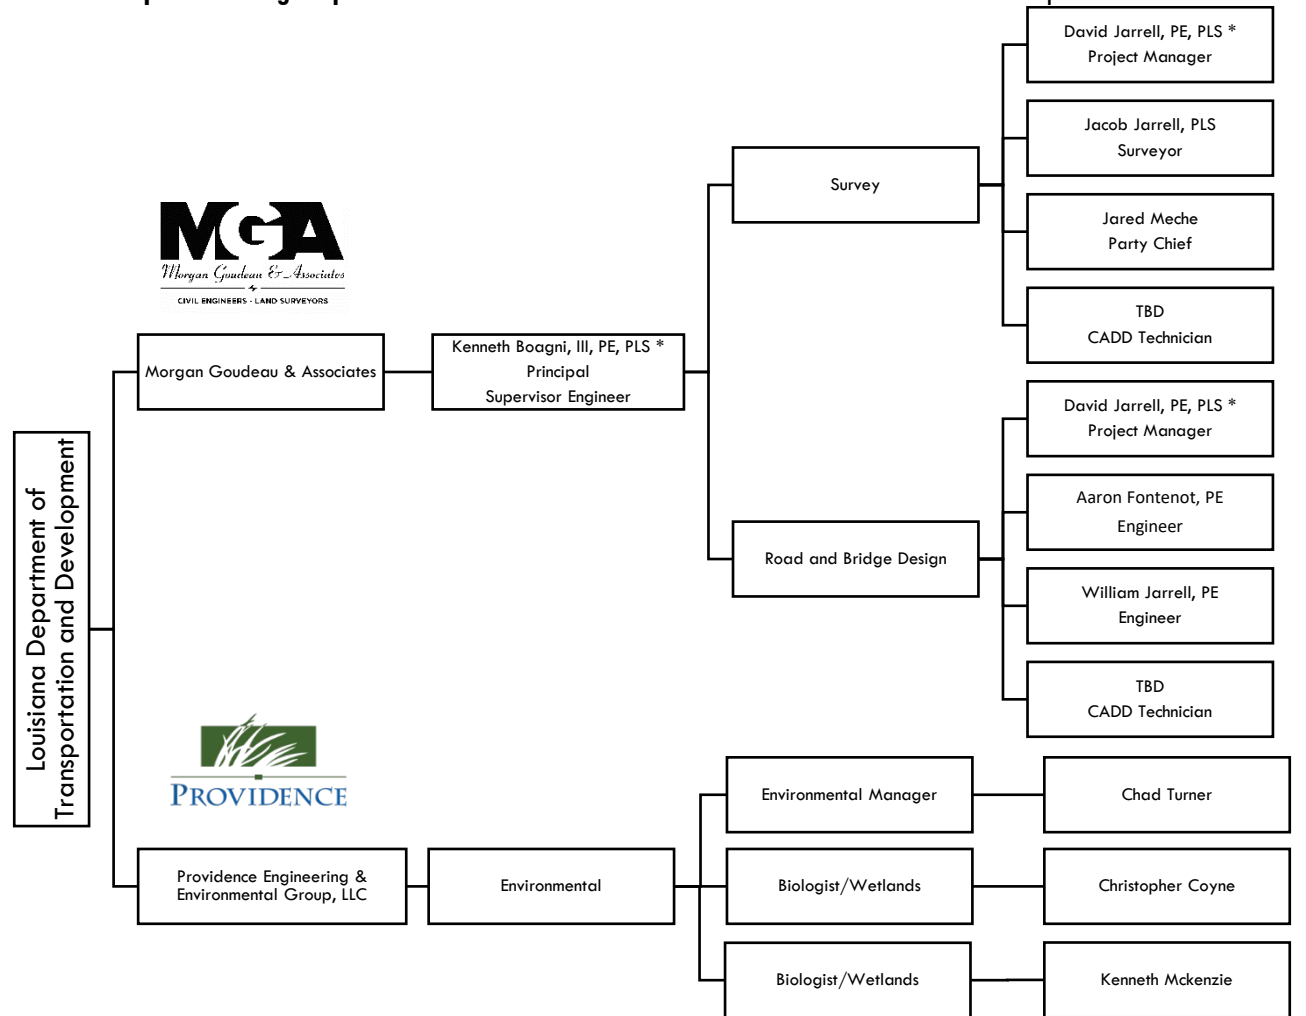 David Jarrell, PE, PLS *
Project Manager
Jacob Jarrell, PLS
Surveyor
Survey
Jared Meche
Party Chief
TBD
CADD Technician
MGA
Morgan Goudeau & Associates
CIVIL ENGINEERS - LAND SURVEYORS
Morgan Goudeau & Associates
Kenneth Boagni, III, PE, PLS *
Principal
Supervisor Engineer
David Jarrell, PE, PLS *
Project Manager
Aaron Fontenot, PE
Engineer
Road and Bridge Design
William Jarrell, PE
Engineer
TBD
CADD Technician
Louisiana Department of
Transportation and Development
PROVIDENCE
Environmental Manager
Chad Turner
Providence Engineering &
Environmental Group, LLC
Environmental
Biologist/Wetlands
Christopher Coyne
Biologist/Wetlands
Kenneth Mckenzie